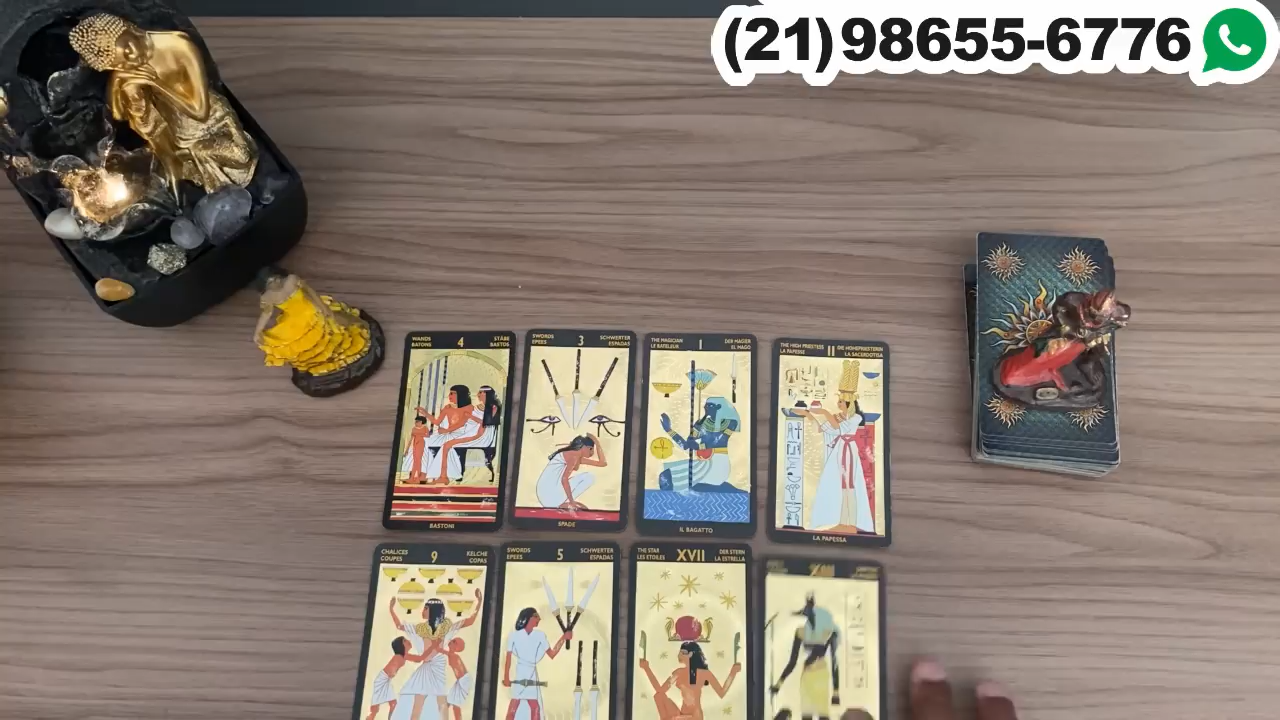 (21)98655-6776
WANDS
BATONS
4
STÄBE
BASTOS
BASTONI
SWORDS
EPEES
3
SCHWERTER
ESPADAS
SPADE
THE MAGICIAN
LE BATELEUR
I
DER MAGIER
EL MAGO
IL BAGATTO
THE HIGH PRIESTESS
LA PAPESSE
II
DIE HOHEPRIESTERIN
LA SACERDOTISA
LA PAPESSA
CHALICES
COUPES
9
KELCHE
COPAS
SWORDS
EPEES
5
SCHWERTER
ESPADAS
THE STAR
LES ETOILES
XVII
DER STERN
LA ESTRELLA
XIII